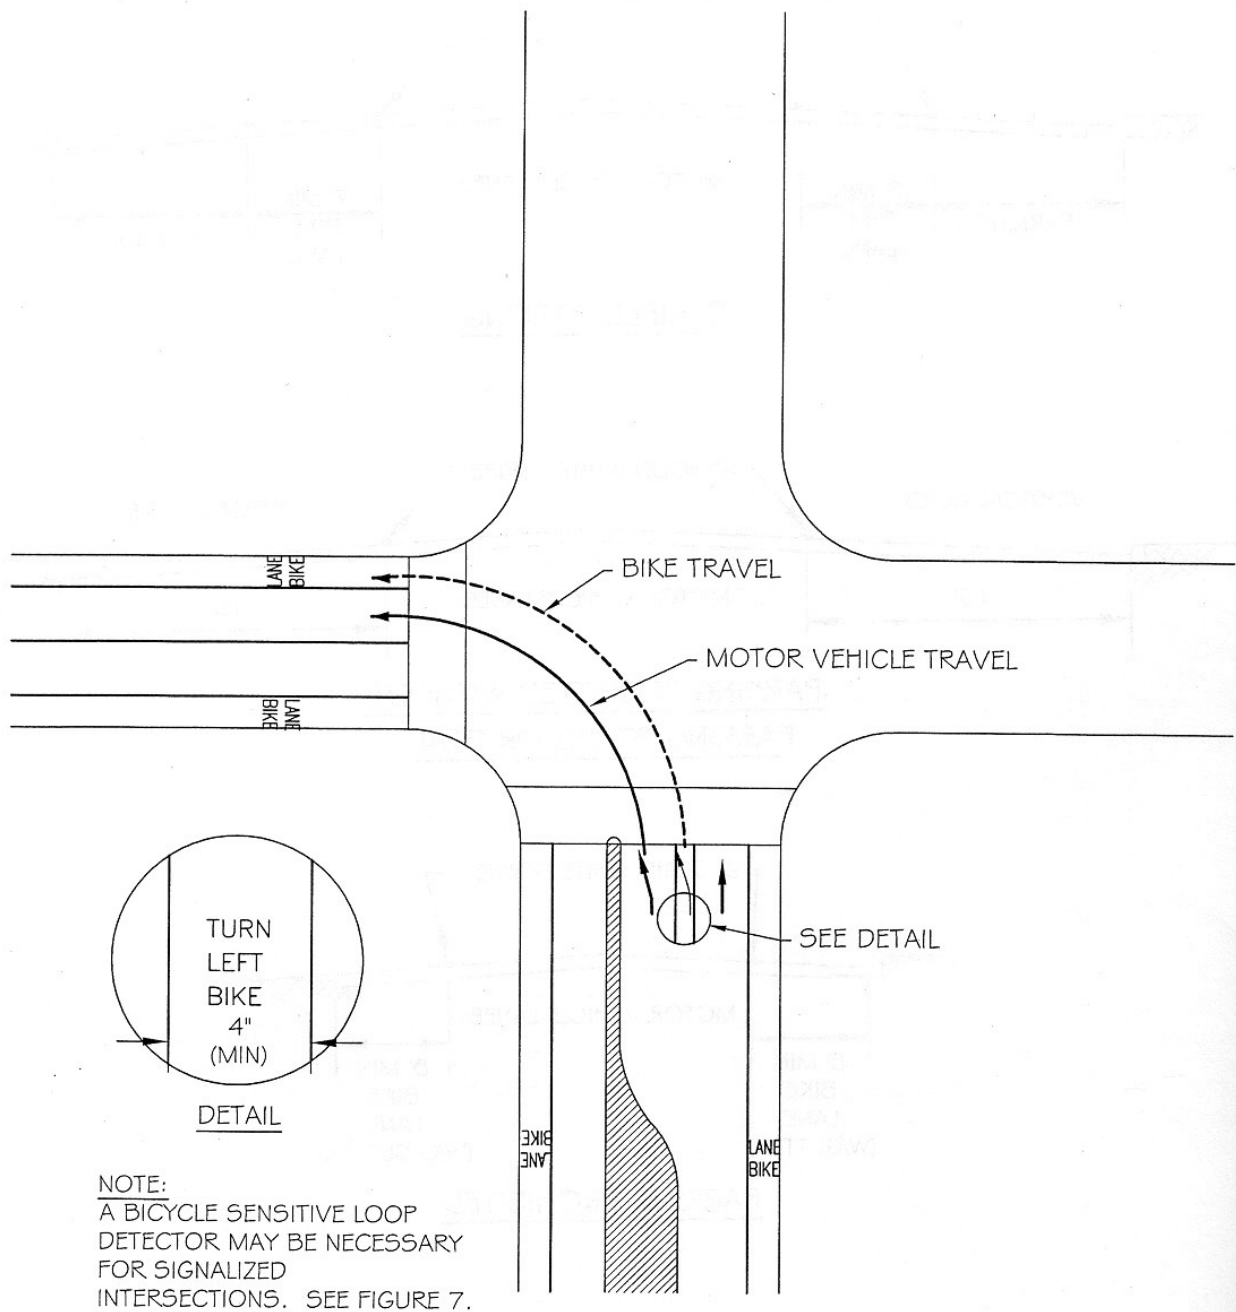 LANE
BIKE
BIKE TRAVEL
MOTOR VEHICLE TRAVEL
LANE
BIKE
TURN
LEFT
BIKE
4"
(MIN)
DETAIL
SEE DETAIL
BIKE
LANE
LANE
BIKE
NOTE:
A BICYCLE SENSITIVE LOOP
DETECTOR MAY BE NECESSARY
FOR SIGNALIZED
INTERSECTIONS. SEE FIGURE 7.